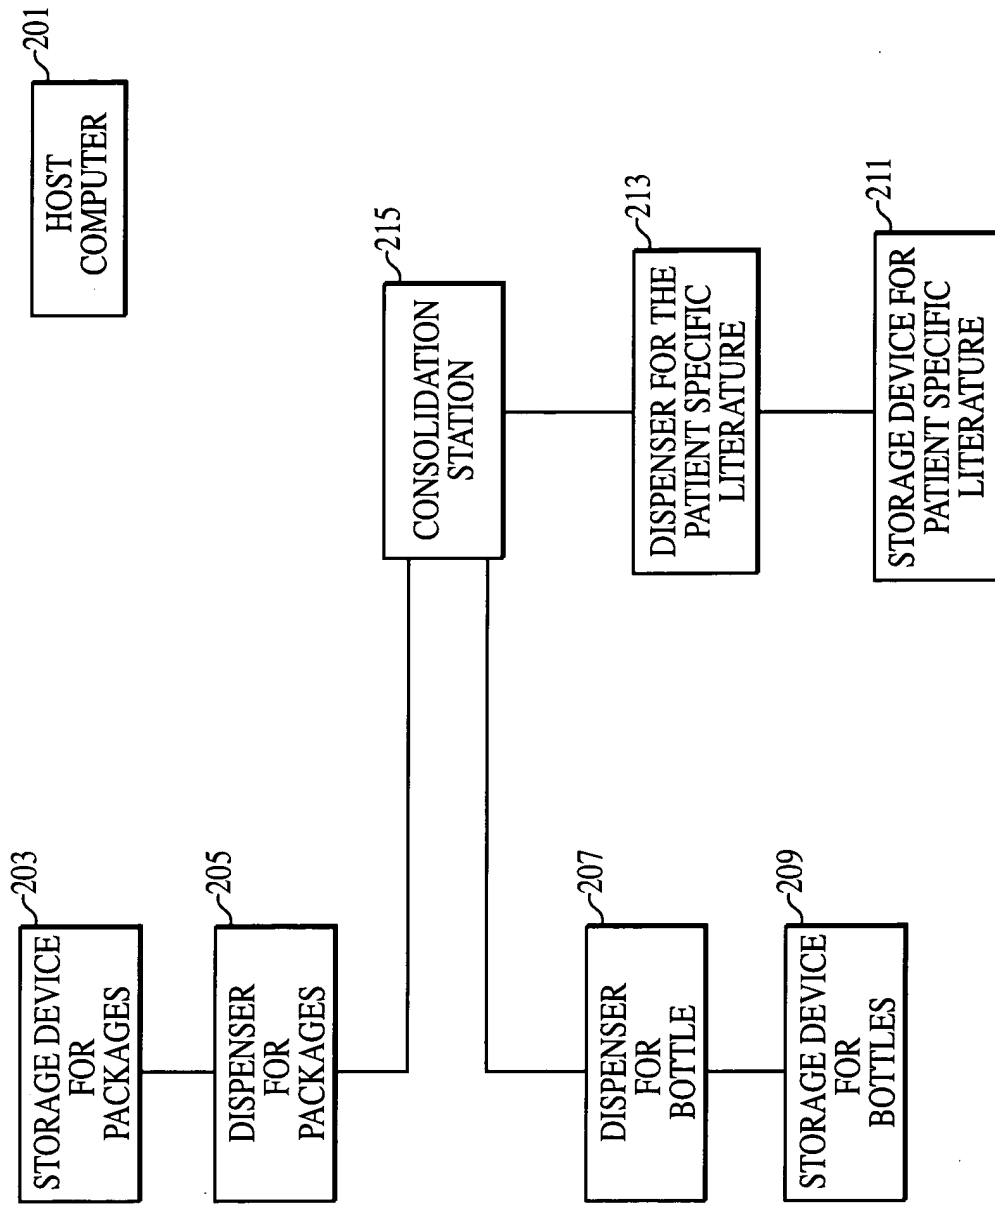 201
HOST
COMPUTER
215
CONSOLIDATION
STATION
213
DISPENSER FOR THE
PATIENT SPECIFIC
LITERATURE
211
STORAGE DEVICE FOR
PATIENT SPECIFIC
LITERATURE
203
STORAGE DEVICE
FOR
PACKAGES
205
DISPENSER
FOR
PACKAGES
207
DISPENSER
FOR
BOTTLE
209
STORAGE DEVICE
FOR
BOTTLES